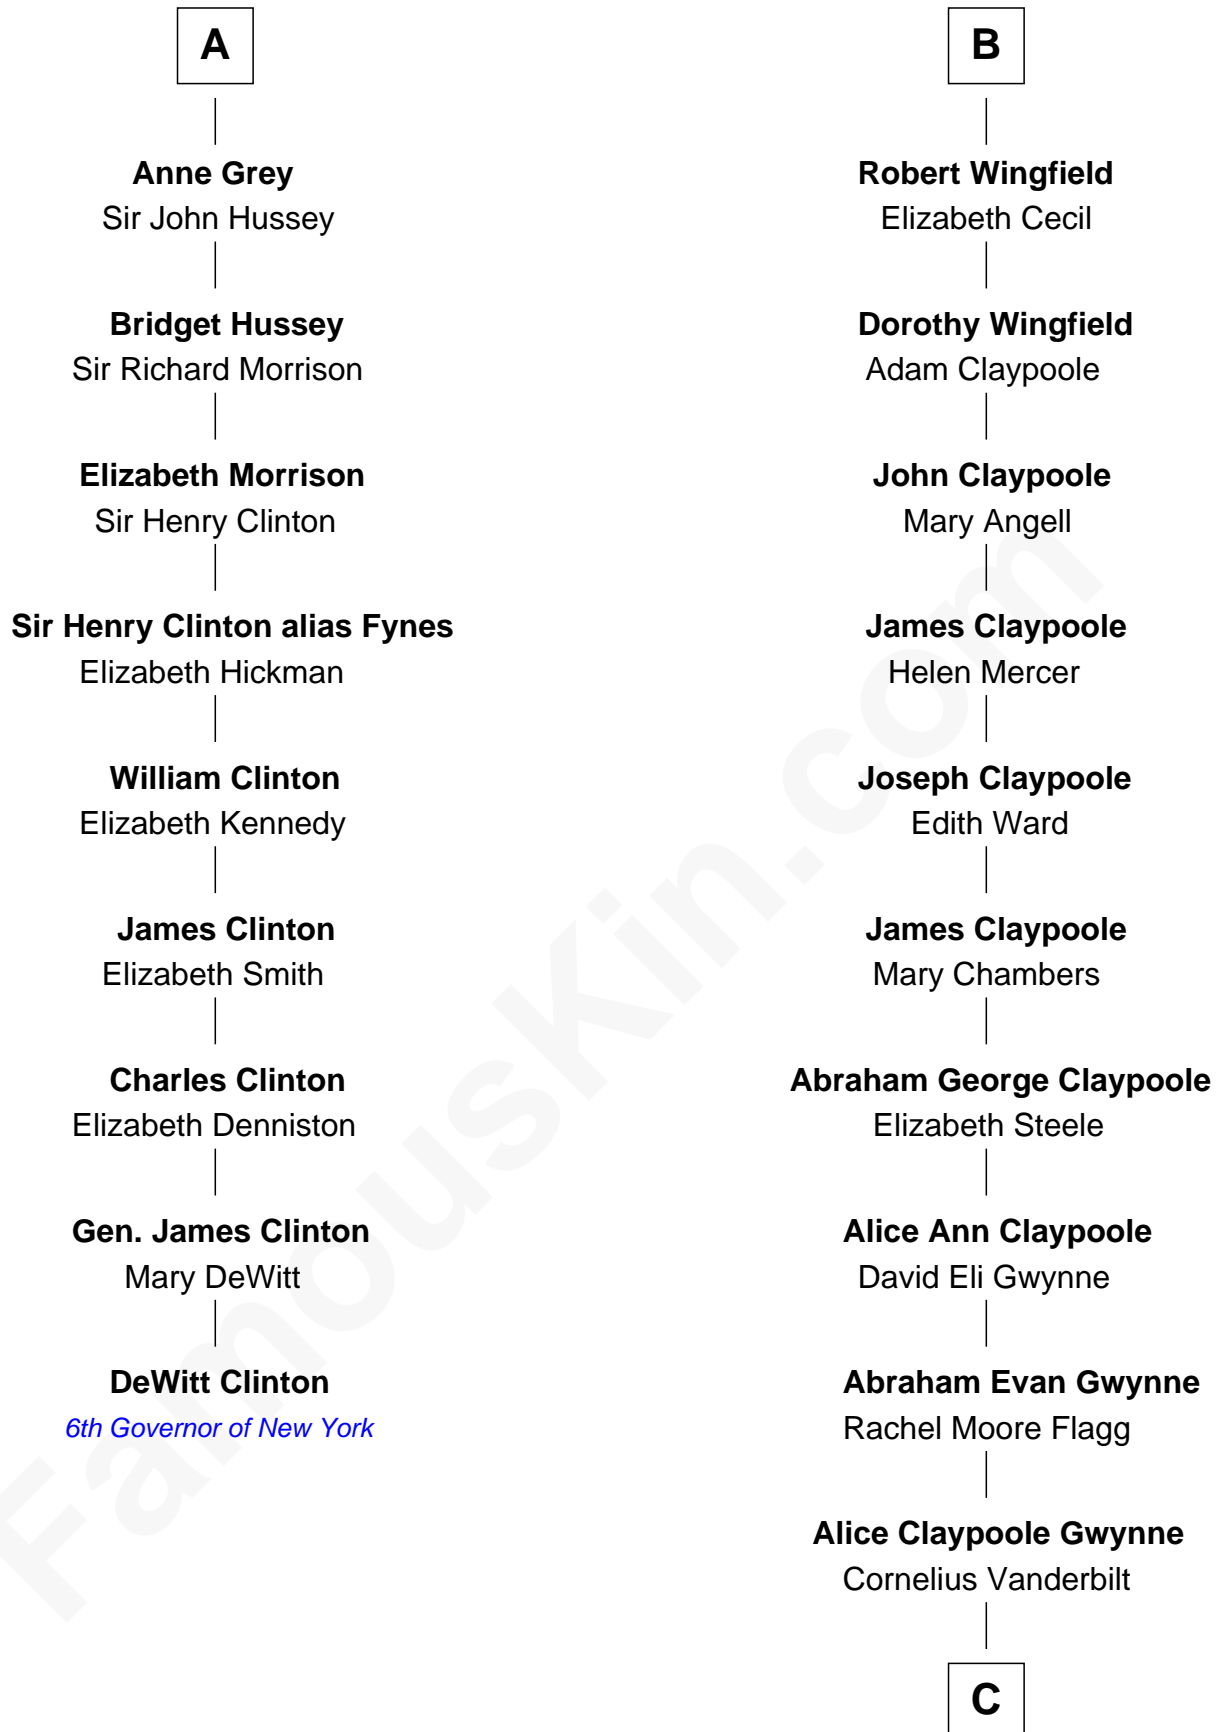 A
Anne Grey
Sir John Hussey
Bridget Hussey
Sir Richard Morrison
Elizabeth Morrison
Sir Henry Clinton
Sir Henry Clinton alias Fynes
Elizabeth Hickman
William Clinton
Elizabeth Kennedy
James Clinton
Elizabeth Smith
Charles Clinton
Elizabeth Denniston
Gen. James Clinton
Mary DeWitt
DeWitt Clinton
6th Governor of New York
B
Robert Wingfield
Elizabeth Cecil
Dorothy Wingfield
Adam Claypoole
John Claypoole
Mary Angell
James Claypoole
Helen Mercer
Joseph Claypoole
Edith Ward
James Claypoole
Mary Chambers
Abraham George Claypoole
Elizabeth Steele
Alice Ann Claypoole
David Eli Gwynne
Abraham Evan Gwynne
Rachel Moore Flagg
Alice Claypoole Gwynne
Cornelius Vanderbilt
C
FamousKin.com